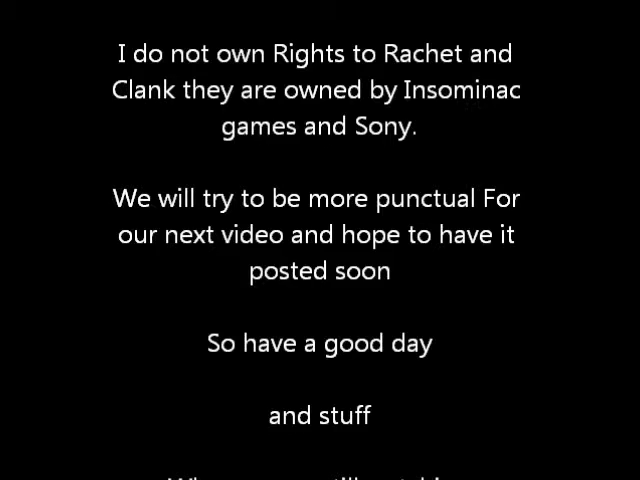 I do not own Rights to Rachet and
Clank they are owned by Insominac
games and Sony.
We will try to be more punctual For
our next video and hope to have it
posted soon
So have a good day
and stuff